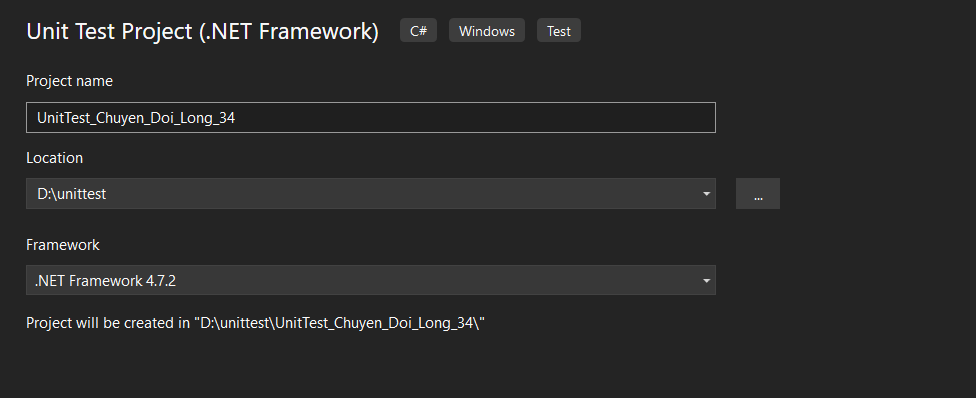 Unit Test Project (.NET Framework) C# Windows Test
Project name
UnitTest_Chuyen_Doi_Long_34
Location
D:\unittest
...
Framework
.NET Framework 4.7.2
Project will be created in "D:\unittest\UnitTest_Chuyen_Doi_Long_34\"